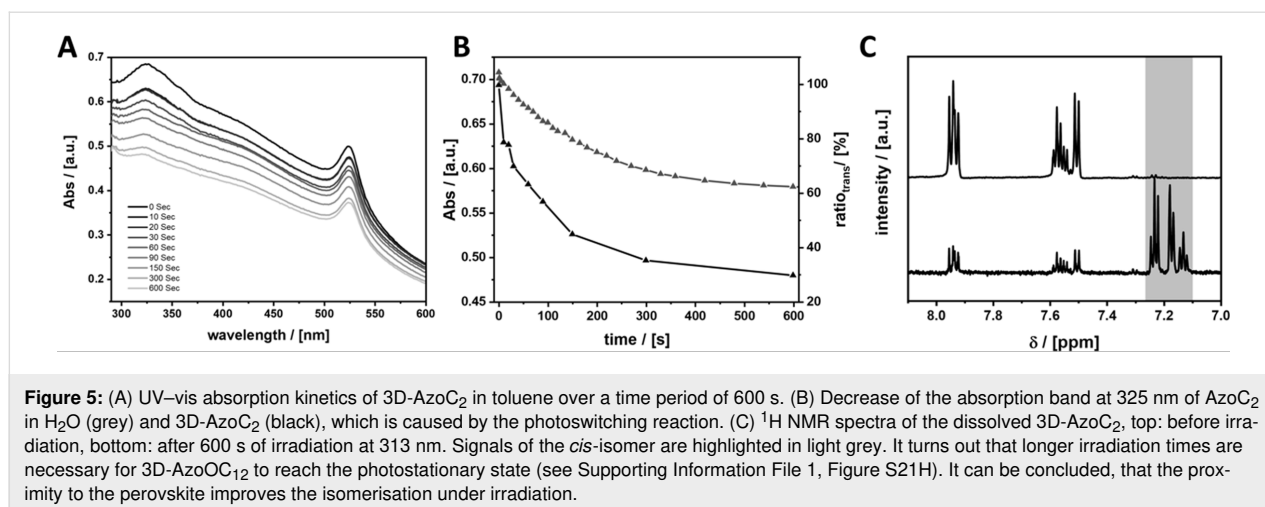 A
B
C
0.7
0.6
0.5
0.4
0.3
0.2
Abs / [a.u.]
0 Sec
10 Sec
20 Sec
30 Sec
60 Sec
90 Sec
150 Sec
300 Sec
600 Sec
300 350 400 450 500 550 600
wavelength / [nm]
0.70
0.65
0.60
0.55
0.50
0.45
Abs / [a.u.]
100
80
60
40
20
ratio_trans/ [%]
0 100 200 300 400 500 600
time / [s]
intensity / [a.u.]
8.0 7.8 7.6 7.4 7.2 7.0
δ / [ppm]
Figure 5: (A) UV–vis absorption kinetics of 3D-AzoC₂ in toluene over a time period of 600 s. (B) Decrease of the absorption band at 325 nm of AzoC₂
in H₂O (grey) and 3D-AzoC₂ (black), which is caused by the photoswitching reaction. (C) ¹H NMR spectra of the dissolved 3D-AzoC₂, top: before irra-
diation, bottom: after 600 s of irradiation at 313 nm. Signals of the cis-isomer are highlighted in light grey. It turns out that longer irradiation times are
necessary for 3D-AzoOC₁₂ to reach the photostationary state (see Supporting Information File 1, Figure S21H). It can be concluded, that the prox-
imity to the perovskite improves the isomerisation under irradiation.